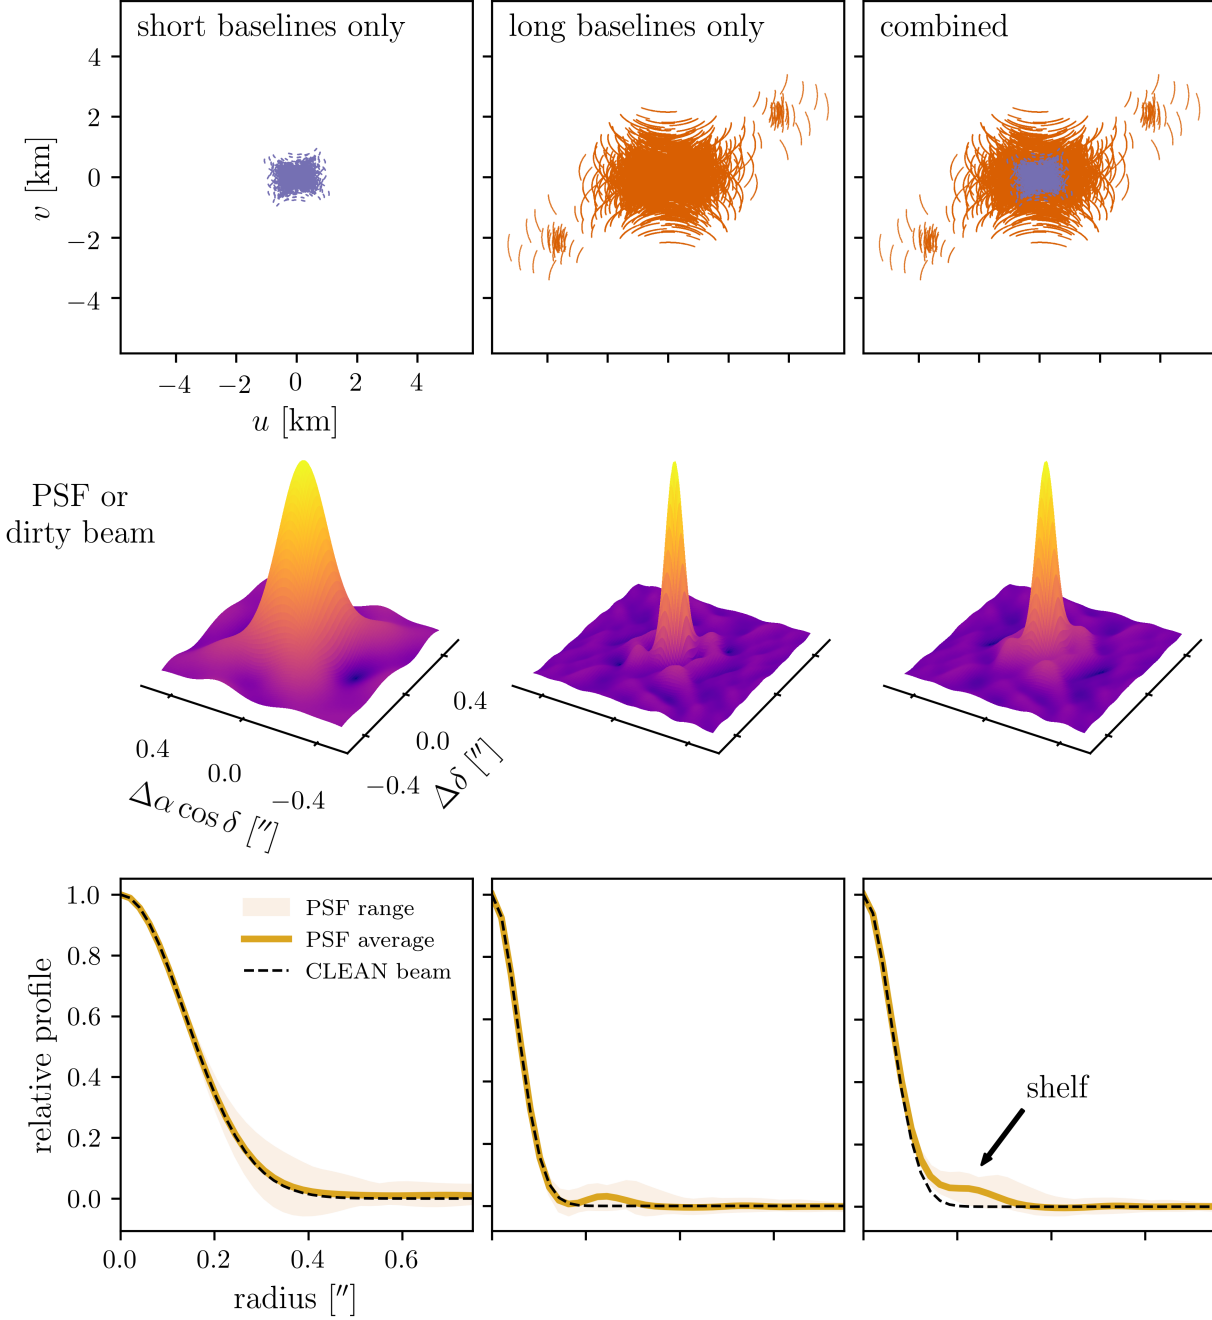 short baselines only
long baselines only
combined
4
2
0
−2
−4
v [km]
−4 −2 0 2 4
u [km]
PSF or
dirty beam
0.4
0.0
−0.4
Δα cos δ [″]
0.4
0.0
−0.4
Δδ [″]
1.0
0.8
0.6
0.4
0.2
0.0
relative profile
PSF range
PSF average
CLEAN beam
shelf
0.0 0.2 0.4 0.6
radius [″]